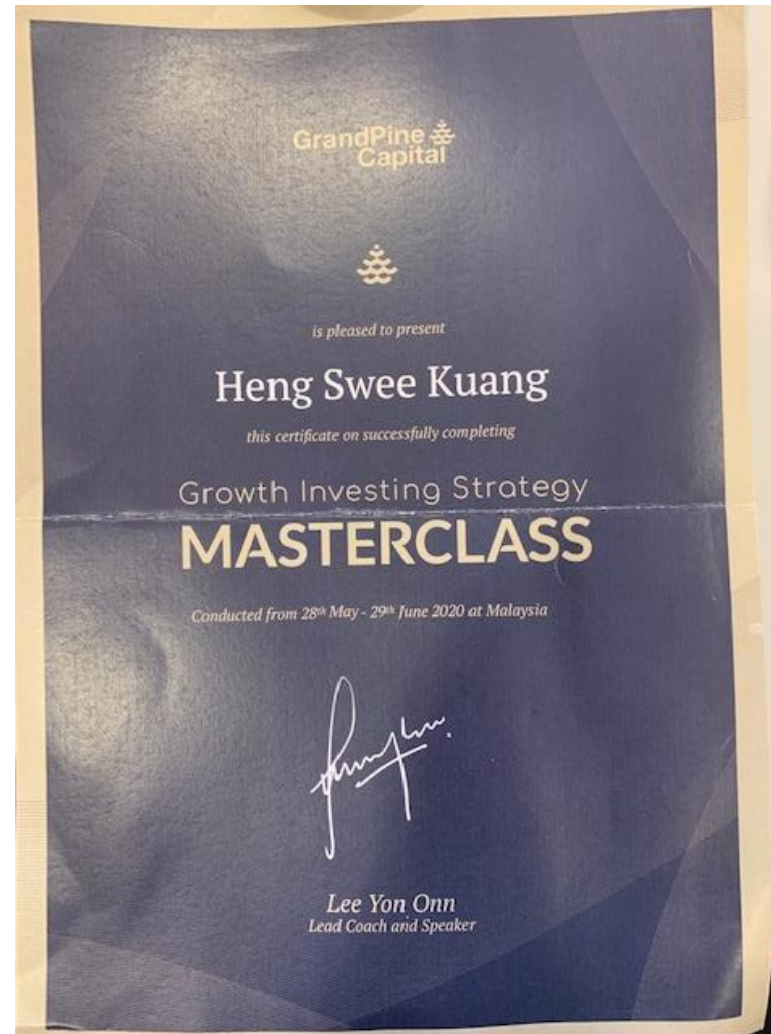 GrandPine
Capital
is pleased to present
Heng Swee Kuang
this certificate on successfully completing
Growth Investing Strategy
MASTERCLASS
Conducted from 28th May - 29th June 2020 at Malaysia
Lee Yon Onn
Lead Coach and Speaker